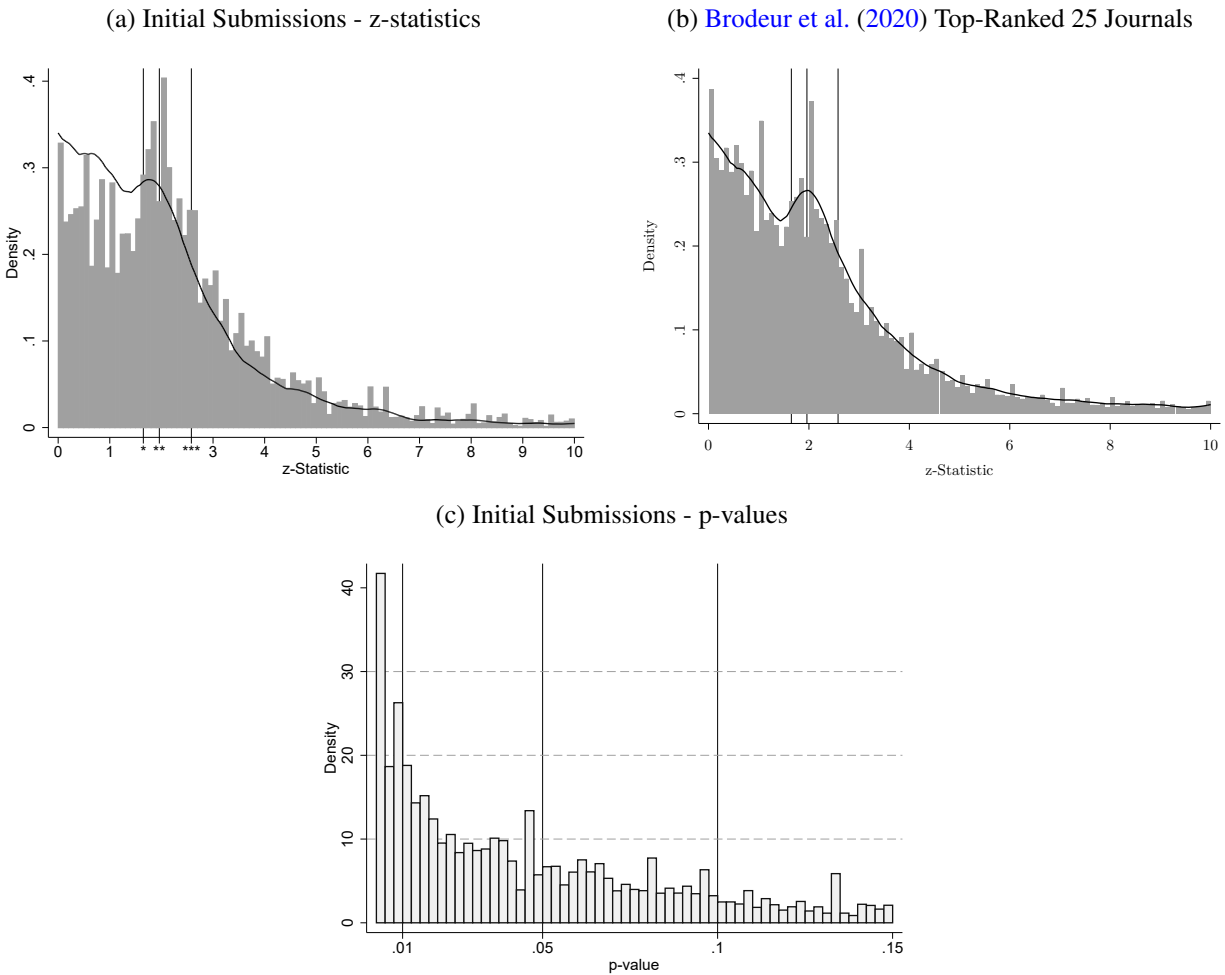 (a) Initial Submissions - z-statistics
(b) Brodeur et al. (2020) Top-Ranked 25 Journals
Density
0 .1 .2 .3 .4
0 1 * ** *** 3 4 5 6 7 8 9 10
z-Statistic
Density
0 .1 .2 .3 .4
0 2 4 6 8 10
z-Statistic
(c) Initial Submissions - p-values
Density
0 10 20 30 40
.01 .05 .1 .15
p-value